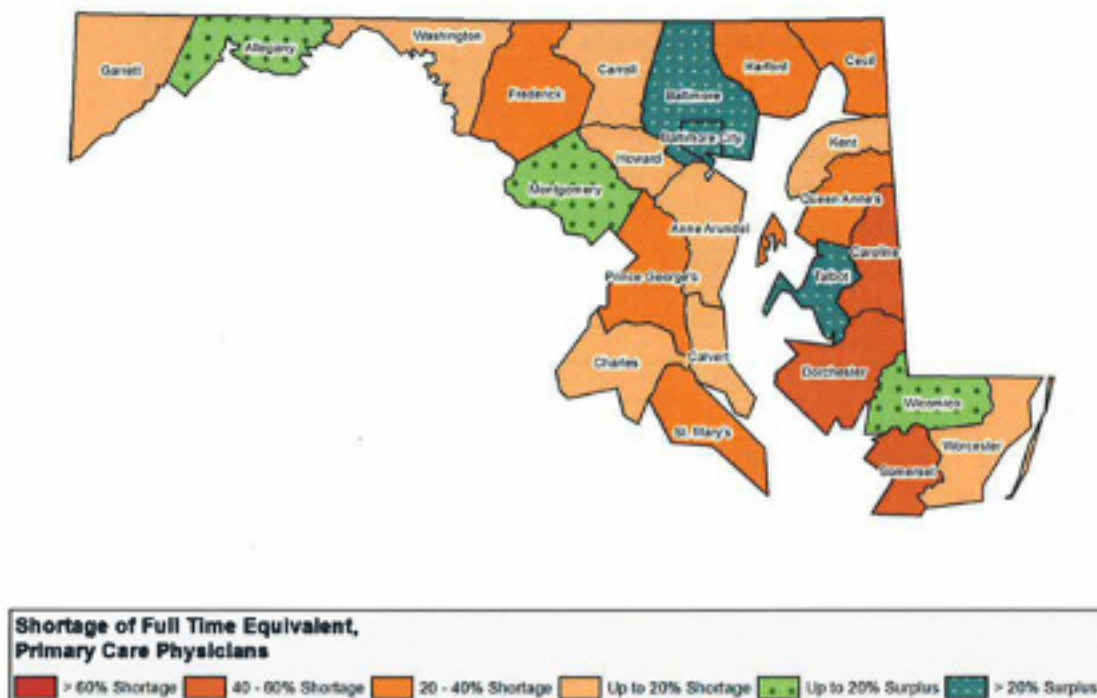 Washington
Allegany
Garrett
Carroll
Harford
Cecil
Frederick
Baltimore
Baltimore City
Kent
Howard
Montgomery
Queen Anne's
Anne Arundel
Caroline
Talbot
Prince George's
Charles
Calvert
Dorchester
Wicomico
St. Mary's
Worcester
Somerset
Shortage of Full Time Equivalent,
Primary Care Physicians
> 60% Shortage 40 - 60% Shortage 20 - 40% Shortage Up to 20% Shortage Up to 20% Surplus > 20% Surplus